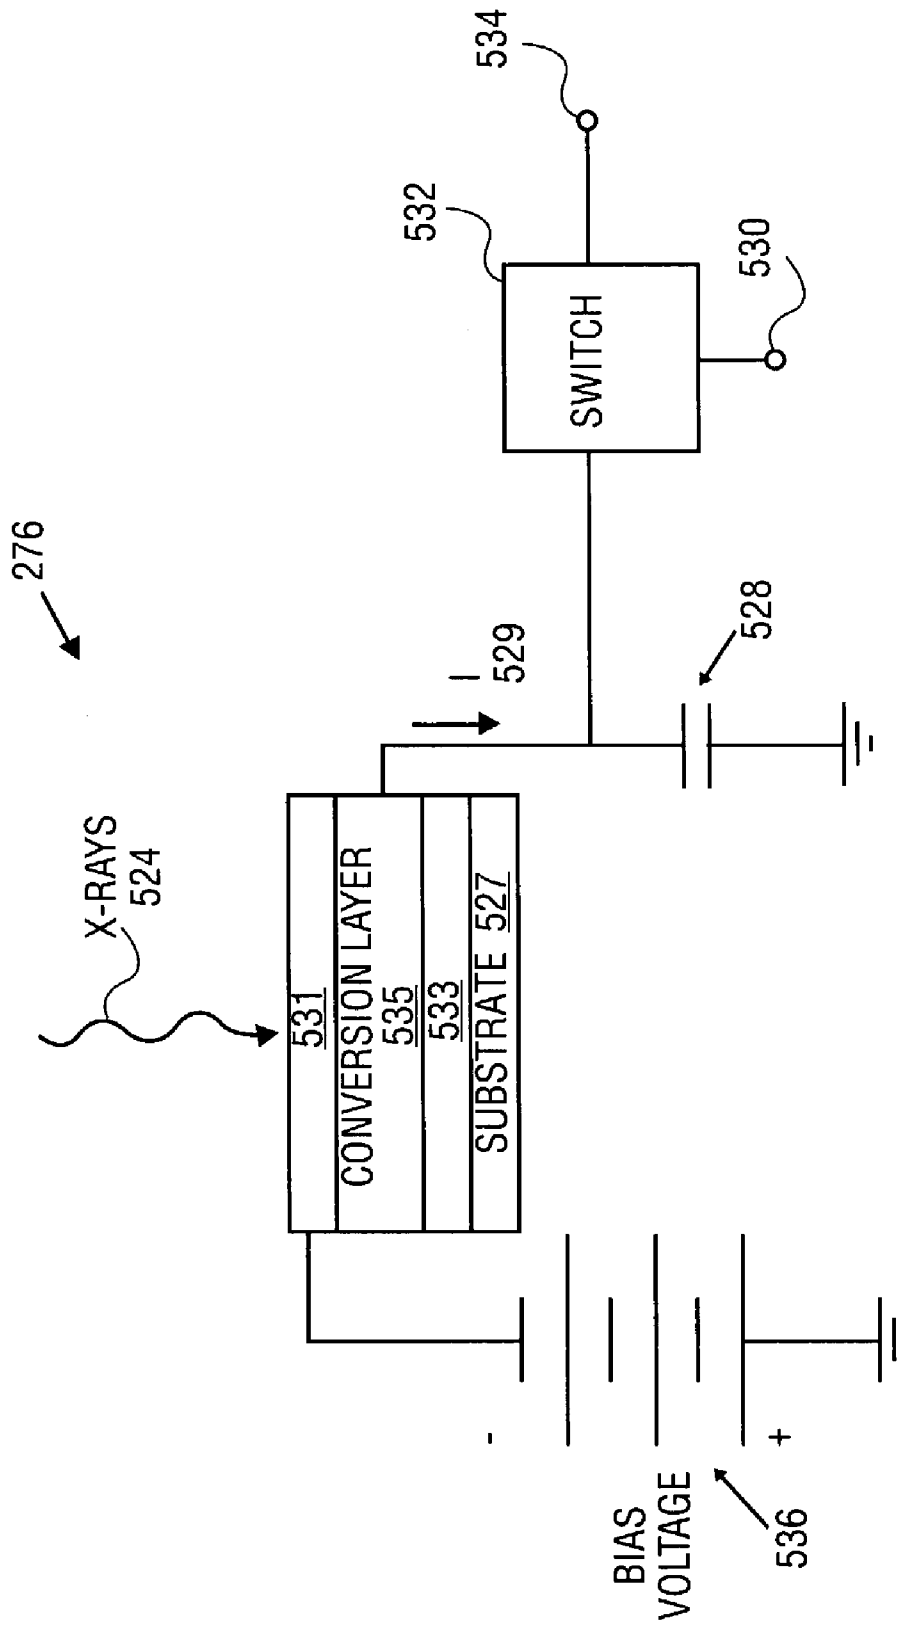 276
X-RAYS
524
534
532
SWITCH
530
531
CONVERSION LAYER
535
533
SUBSTRATE 527
I
529
528
-
+
BIAS
VOLTAGE
536